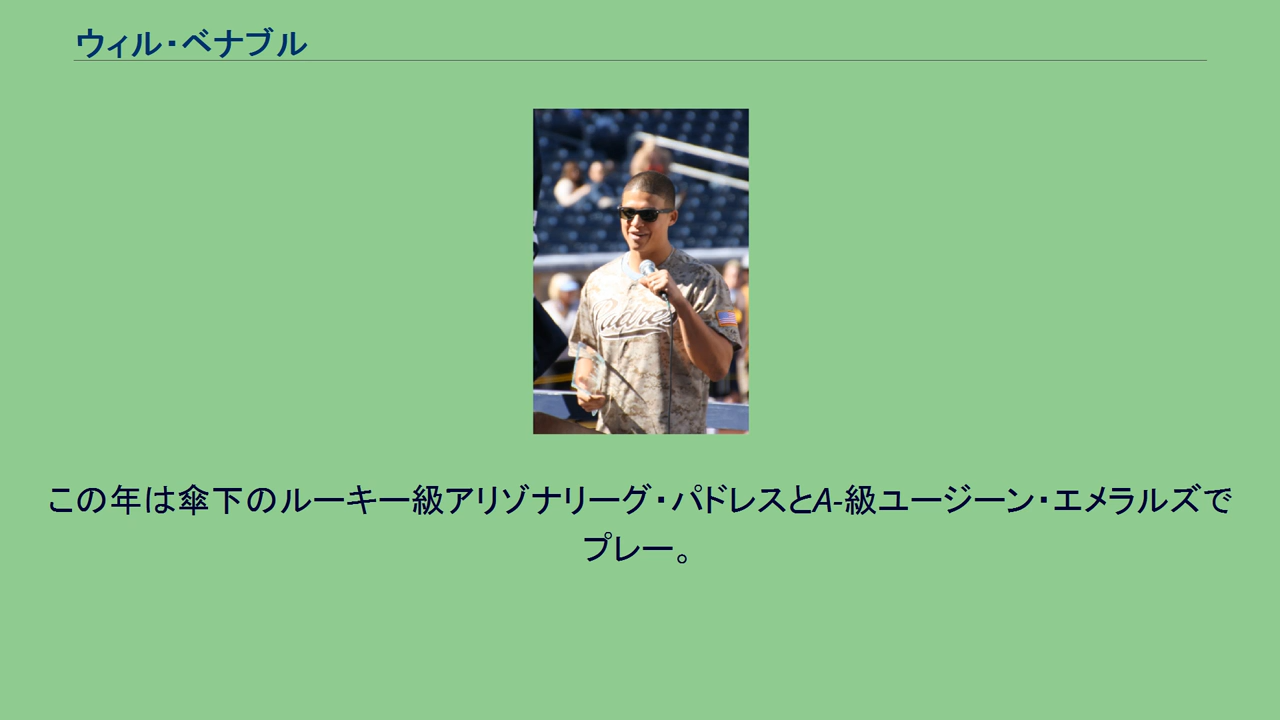 ウィル・ベナブル
Padres
この年は傘下のルーキー級アリゾナリーグ・パドレスとA-級ユージーン・エメラルズで
プレー。